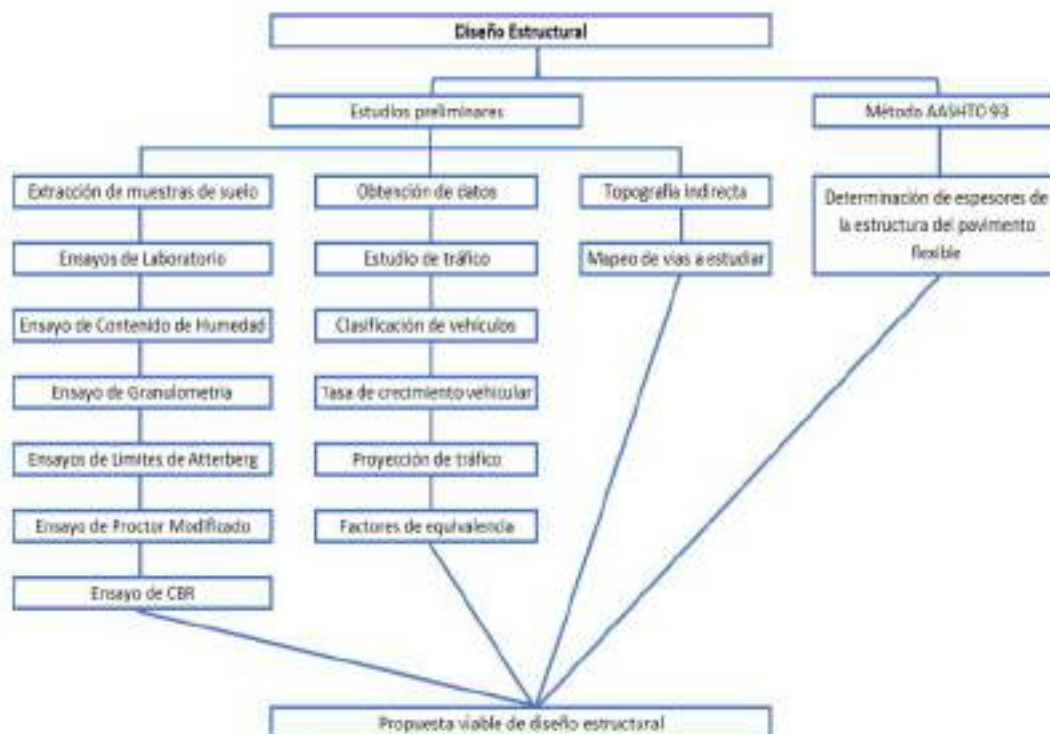 Diseño Estructural
Estudios preliminares
Método AASHTO 93
Extracción de muestras de suelo
Obtención de datos
Topografía indirecta
Determinación de espesores de
la estructura del pavimento
flexible
Ensayos de Laboratorio
Estudio de tráfico
Mapeo de vias a estudiar
Ensayo de Contenido de Humedad
Clasificación de vehículos
Ensayo de Granulometria
Tasa de crecimiento vehicular
Ensayos de Limites de Atterberg
Proyección de tráfico
Ensayo de Proctor Modificado
Factores de equivalencia
Ensayo de CBR
Propuesta viable de diseño estructural